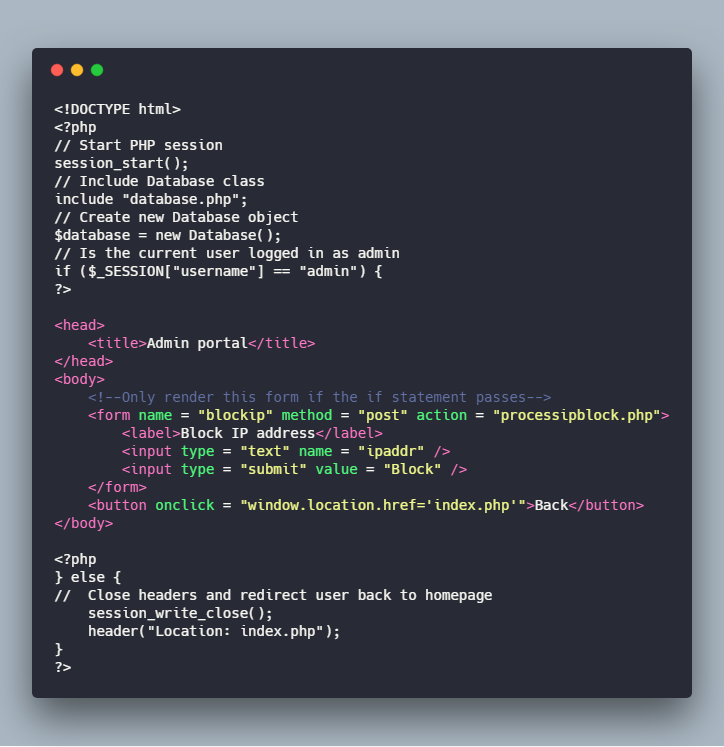 <!DOCTYPE html>
<?php
// Start PHP session
session_start();
// Include Database class
include "database.php";
// Create new Database object
$database = new Database();
// Is the current user logged in as admin
if ($_SESSION["username"] == "admin") {
?>

<head>
    <title>Admin portal</title>
</head>
<body>
    <!--Only render this form if the if statement passes-->
    <form name = "blockip" method = "post" action = "processipblock.php">
        <label>Block IP address</label>
        <input type = "text" name = "ipaddr" />
        <input type = "submit" value = "Block" />
    </form>
    <button onclick = "window.location.href='index.php'">Back</button>
</body>

<?php
} else {
//  Close headers and redirect user back to homepage
    session_write_close();
    header("Location: index.php");
}
?>